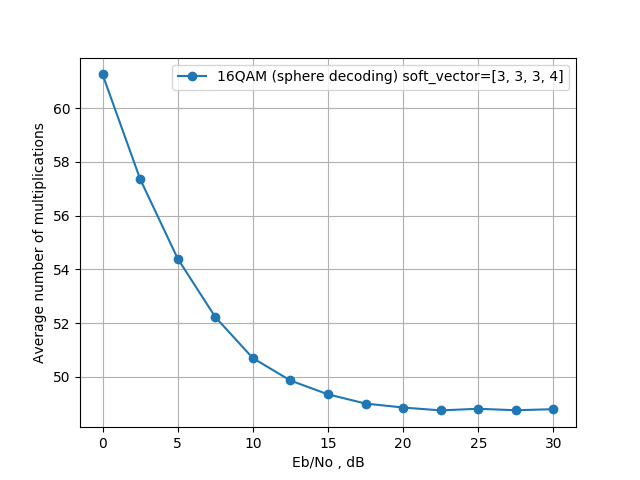 16QAM (sphere decoding) soft_vector=[3, 3, 3, 4]
Average number of multiplications
60
58
56
54
52
50
0 5 10 15 20 25 30
Eb/No , dB